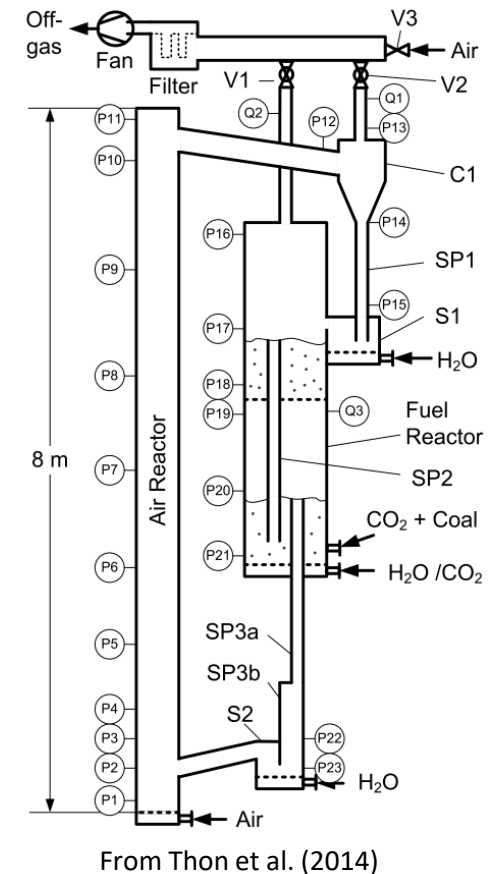 Off-
gas
Fan
Filter
V3
Air
V1
V2
Q2
Q1
P11
P12
P13
P10
C1
P14
P16
SP1
P9
P15
S1
P17
H₂O
P8
P18
P19
Q3
Fuel
Reactor
8 m
Air Reactor
P7
SP2
P20
CO₂ + Coal
P21
H₂O /CO₂
P6
SP3a
P5
SP3b
P4
S2
P3
P22
P2
P23
H₂O
P1
Air
From Thon et al. (2014)